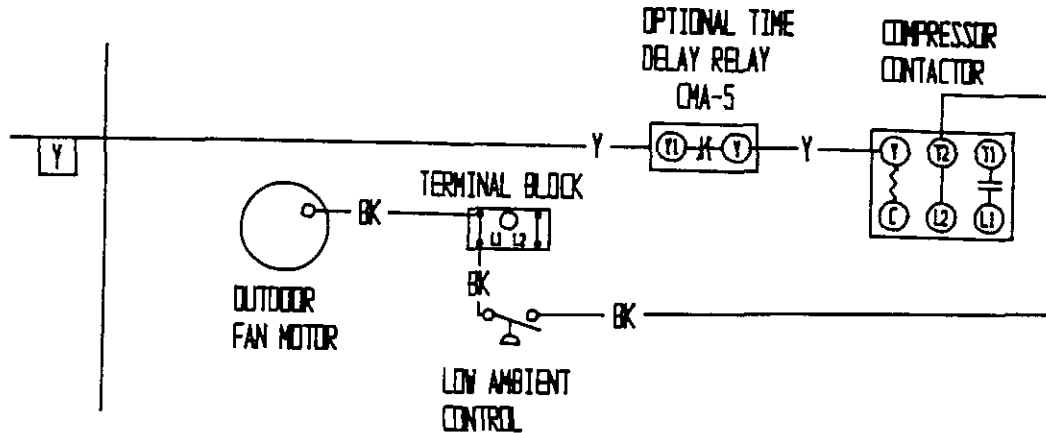 OPTIONAL TIME
DELAY RELAY
CMA-5
COMPRESSOR
CONTACTOR
Y
Y
Y1
Y
Y
Y
T2
T1
C
L2
L1
TERMINAL BLOCK
BK
L1 L2
BK
OUTDOOR
FAN MOTOR
BK
LOW AMBIENT
CONTROL